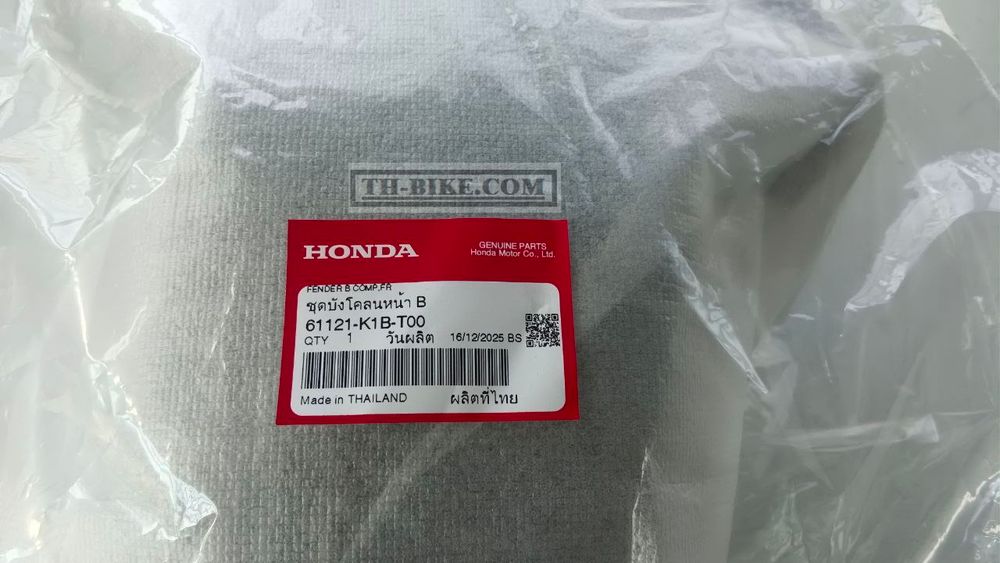 TH-BIKE.COM
HONDA
GENUINE PARTS
Honda Motor Co., Ltd.
FENDER B COMP,FR
ชุดบังโคลนหน้า B
61121-K1B-T00
QTY 1 วันผลิต 16/12/2025 BS
Made in THAILAND ผลิตที่ไทย